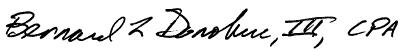 Bernard L Donohue, III, CPA